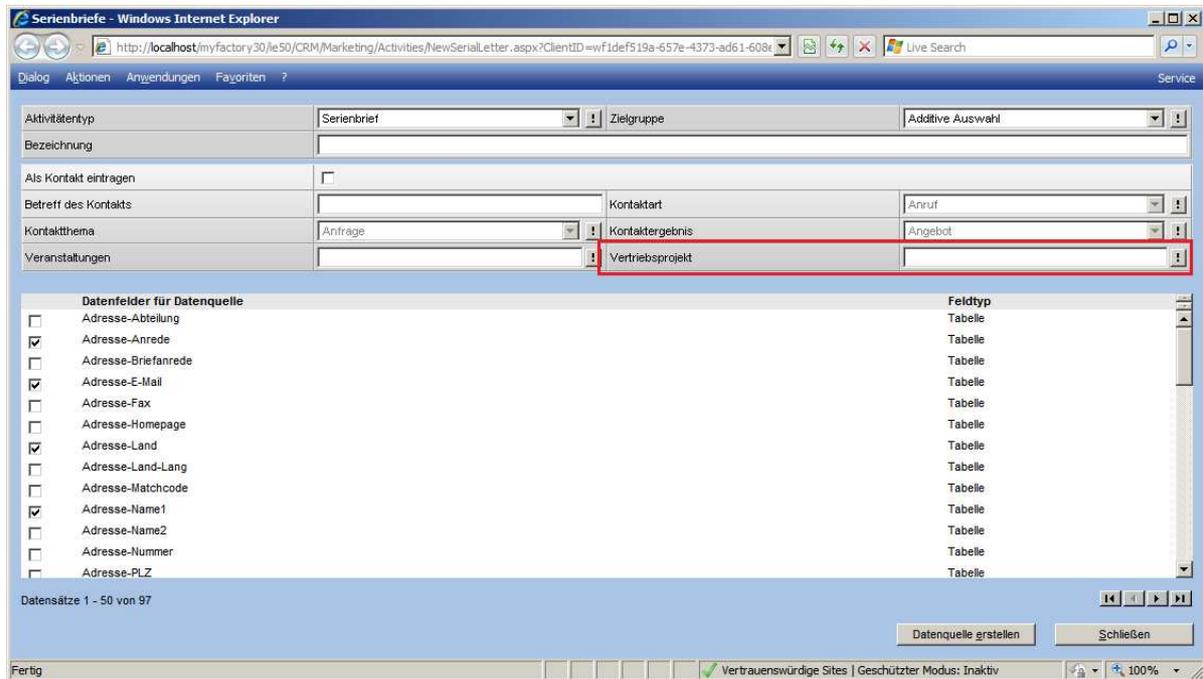 Serienbriefe - Windows Internet Explorer
http://localhost/myfactory30/ie50/CRM/Marketing/Activities/NewSerialLetter.aspx?ClientID=wf1def519a-657e-4373-ad61-608e
Live Search
Dialog Aktionen Anwendungen Favoriten ? Service
Aktivitätentyp Serienbrief ! Zielgruppe Additive Auswahl !
Bezeichnung
Als Kontakt eintragen
Betreff des Kontakts Kontaktart Anruf !
Kontaktthema Anfrage ! Kontaktergebnis Angebot !
Veranstaltungen ! Vertriebsprojekt !
Datenfelder für Datenquelle Feldtyp
Adresse-Abteilung Tabelle
Adresse-Anrede Tabelle
Adresse-Briefanrede Tabelle
Adresse-E-Mail Tabelle
Adresse-Fax Tabelle
Adresse-Homepage Tabelle
Adresse-Land Tabelle
Adresse-Land-Lang Tabelle
Adresse-Matchcode Tabelle
Adresse-Name1 Tabelle
Adresse-Name2 Tabelle
Adresse-Nummer Tabelle
Adresse-PLZ Tabelle
Datensätze 1 - 50 von 97
Datenquelle erstellen Schließen
Fertig Vertrauenswürdige Sites | Geschützter Modus: Inaktiv 100%